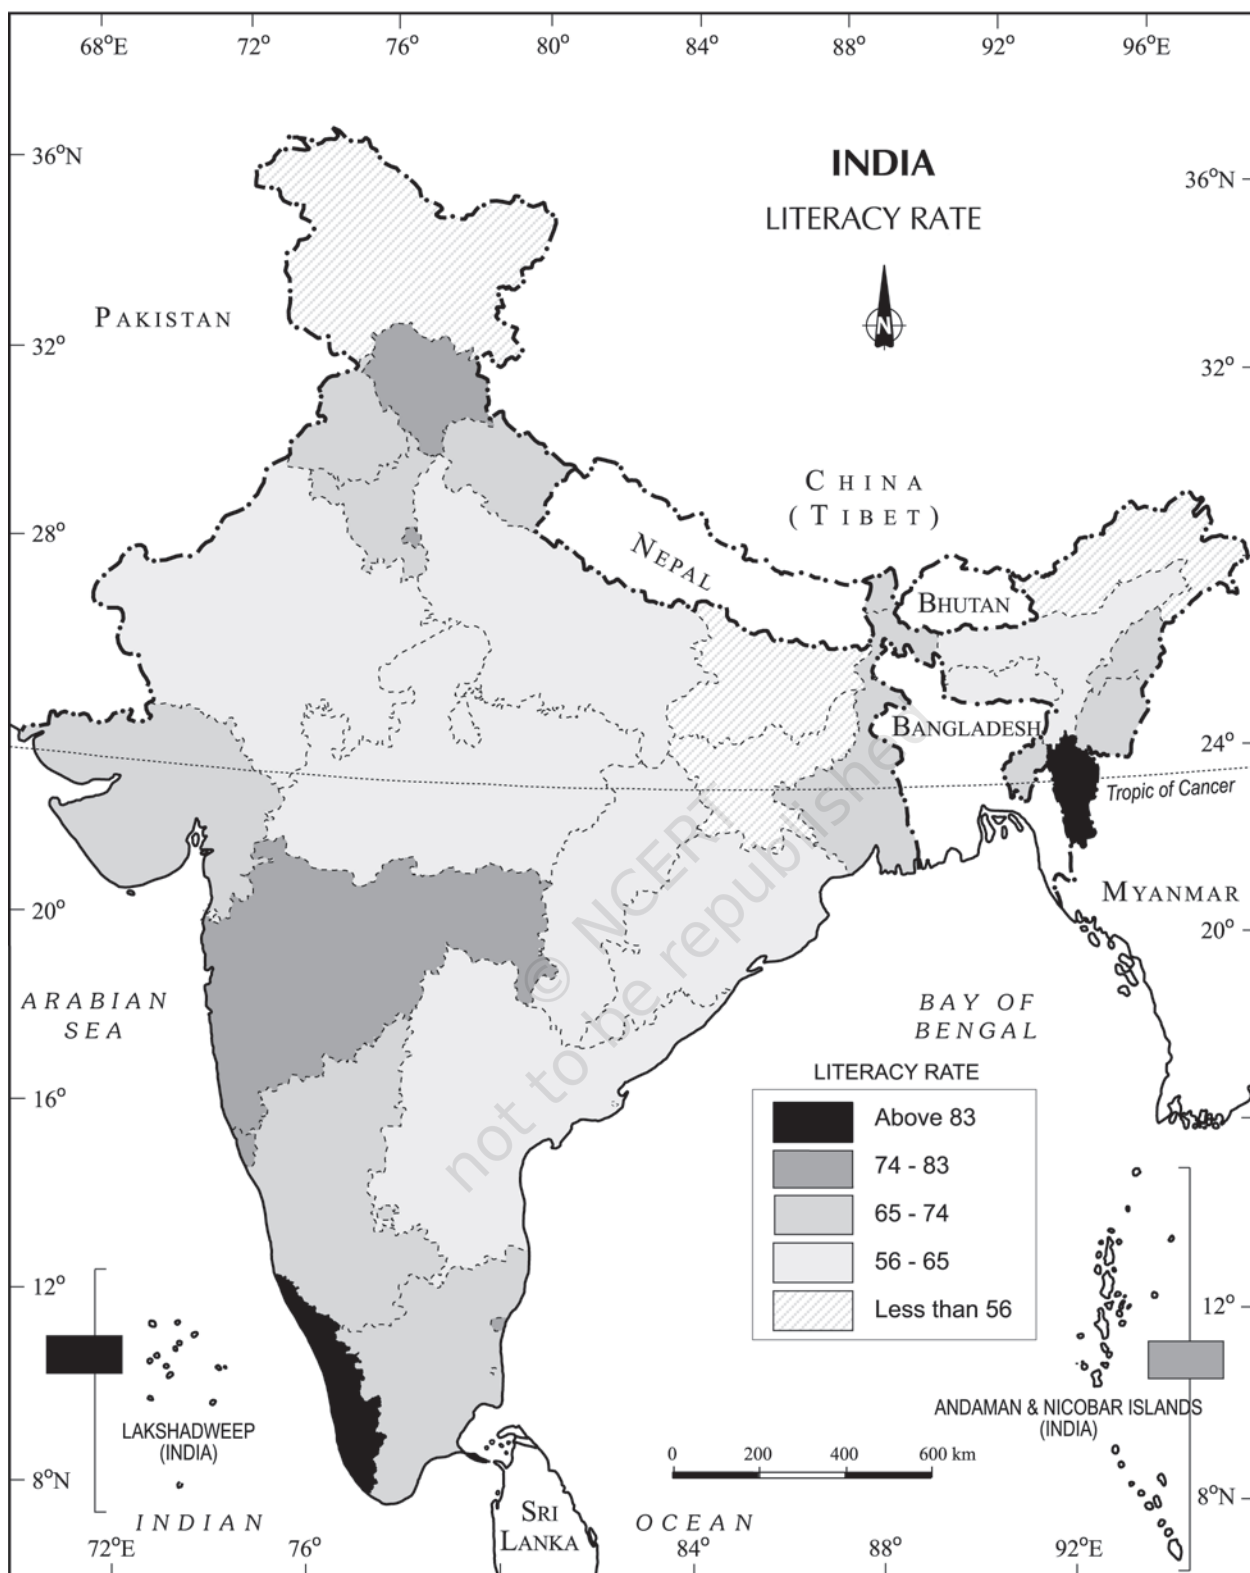 68°E 72° 76° 80° 84° 88° 92° 96°E
36°N
INDIA
LITERACY RATE
36°N
N
PAKISTAN
32°
32°
CHINA
(TIBET)
28°
NEPAL
BHUTAN
BANGLADESH
24°
Tropic of Cancer
MYANMAR
20°
20°
© NCERT
not to be republished
ARABIAN
SEA
BAY OF
BENGAL
LITERACY RATE
Above 83
74 - 83
65 - 74
56 - 65
Less than 56
16°
12°
12°
LAKSHADWEEP
(INDIA)
ANDAMAN & NICOBAR ISLANDS
(INDIA)
0 200 400 600 km
8°N
8°N
SRI
LANKA
INDIAN
OCEAN
72°E 76° 84° 88° 92°E